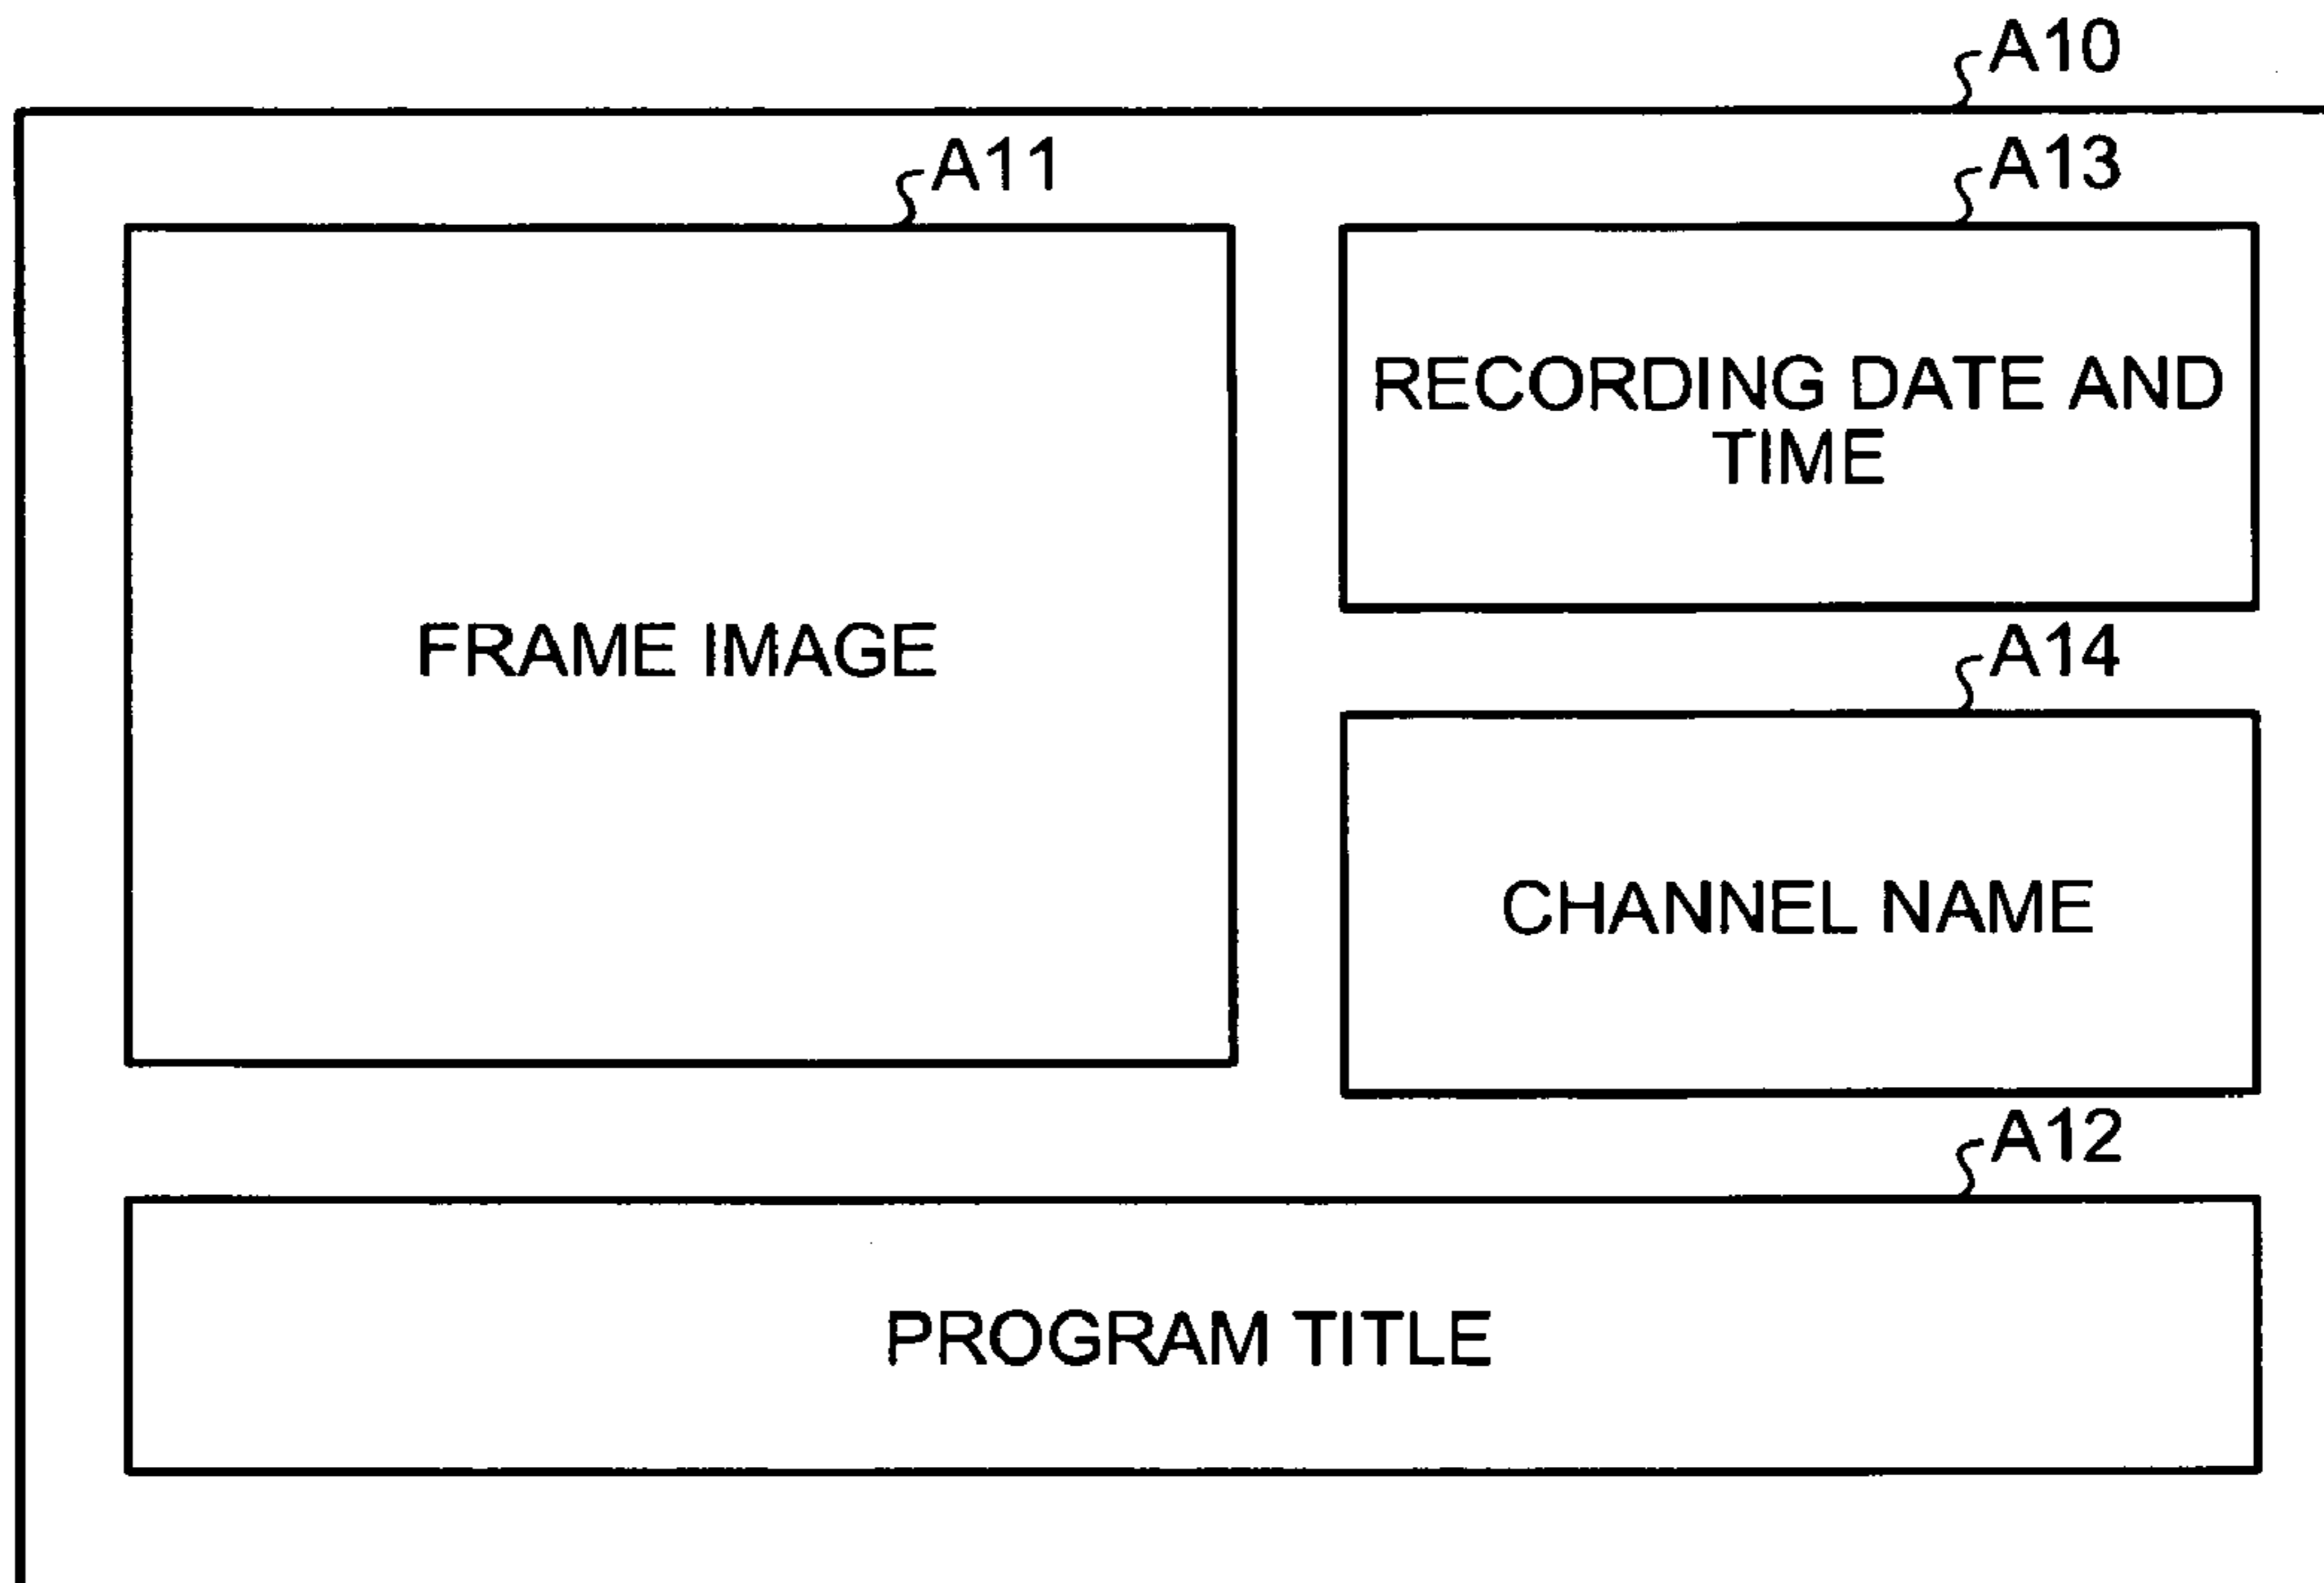 A10
A11
A13
RECORDING DATE AND
TIME
FRAME IMAGE
A14
CHANNEL NAME
A12
PROGRAM TITLE